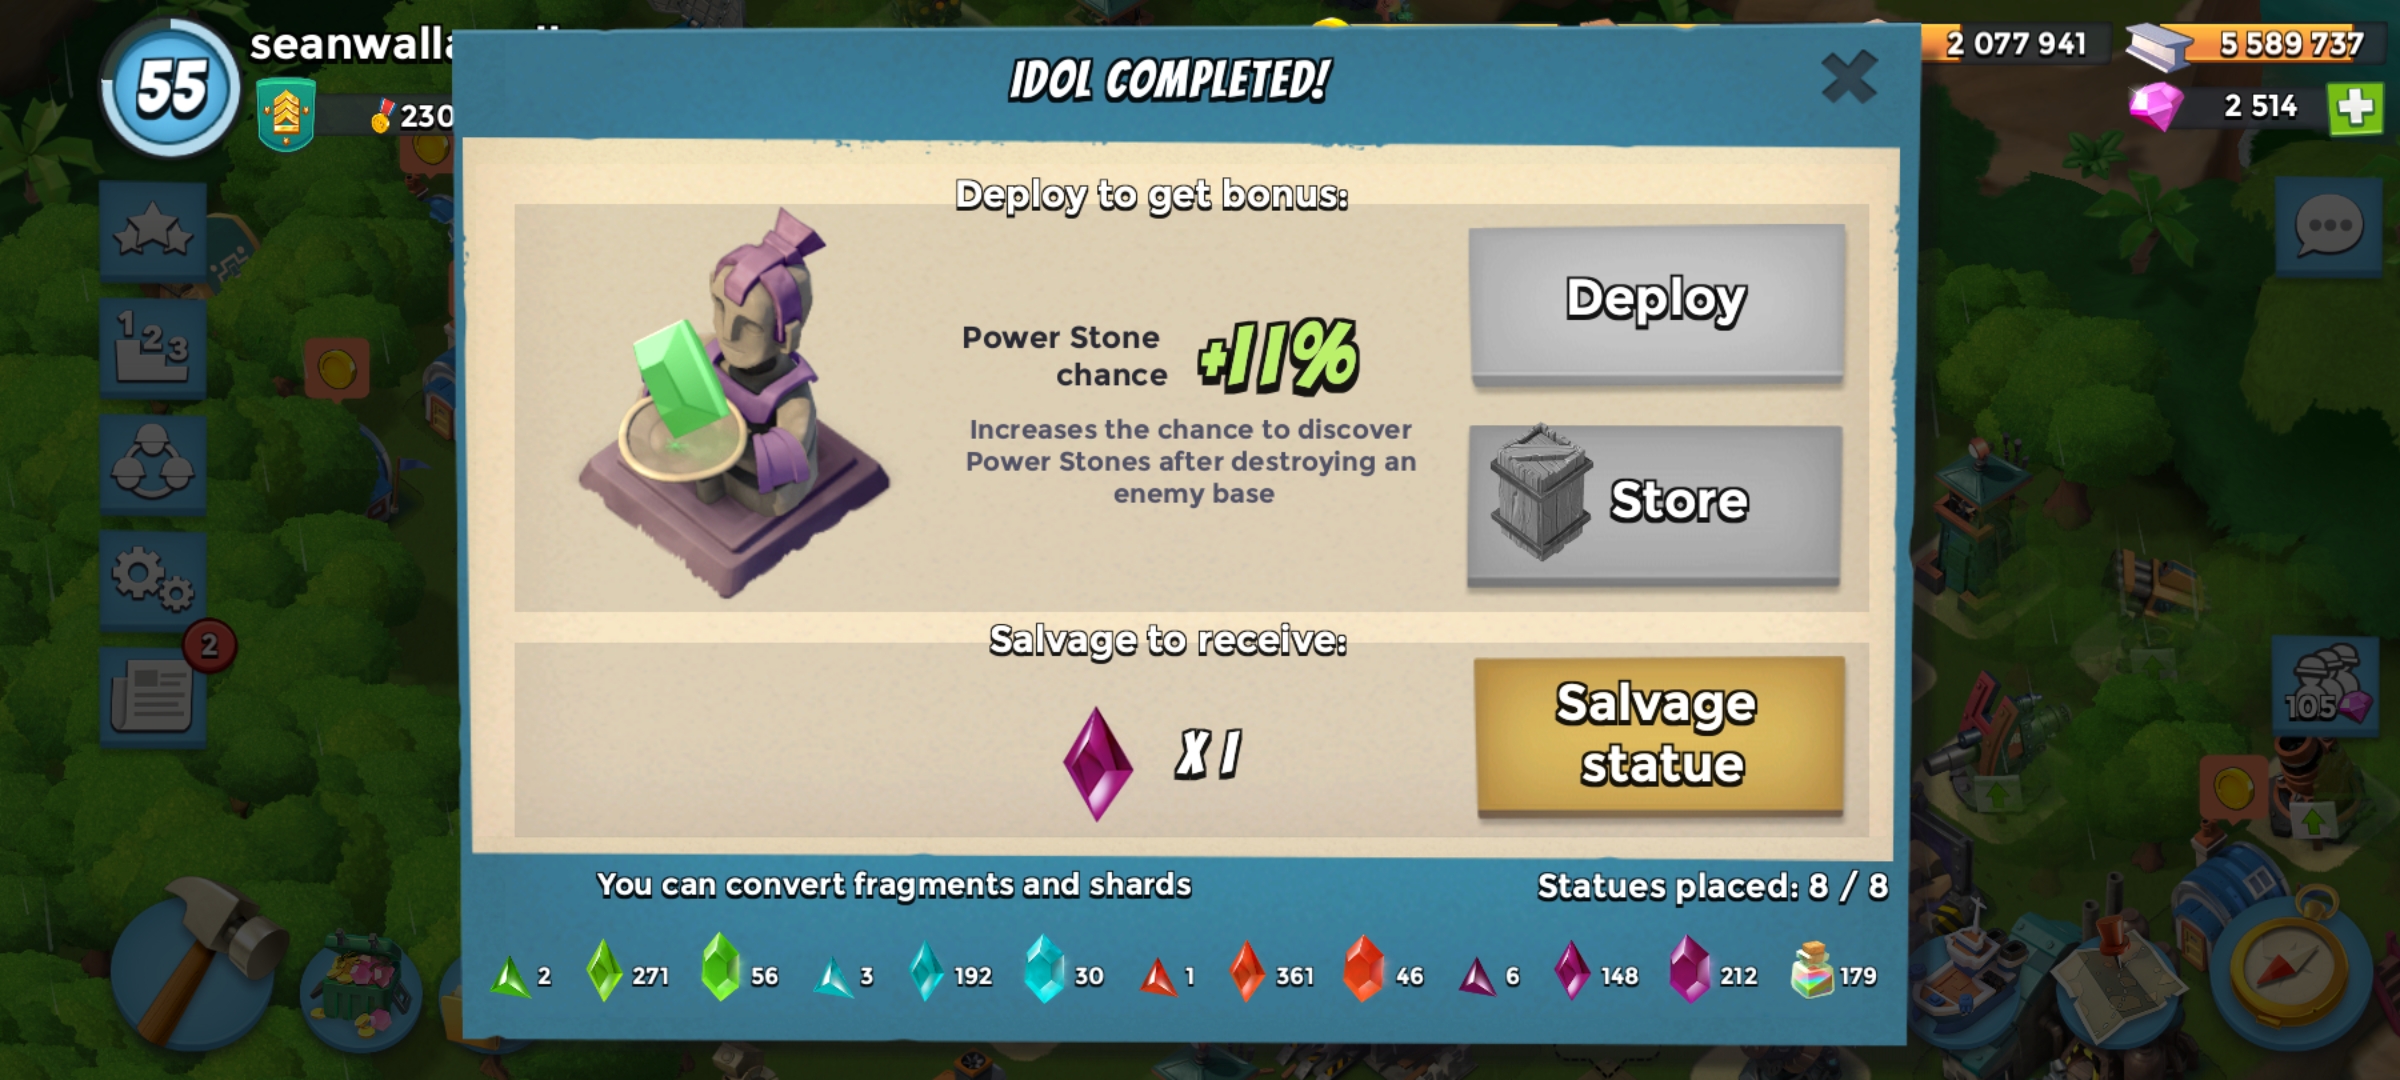 55
230
2 077 941
5 589 737
2 514
IDOL COMPLETED!
Deploy to get bonus:
Power Stone
chance
+11%
Increases the chance to discover
Power Stones after destroying an
enemy base
Deploy
Store
Salvage to receive:
X 1
Salvage
statue
1 2 3
2
105
You can convert fragments and shards
Statues placed: 8 / 8
2 271 56 3 192 30 1 361 46 6 148 212 179